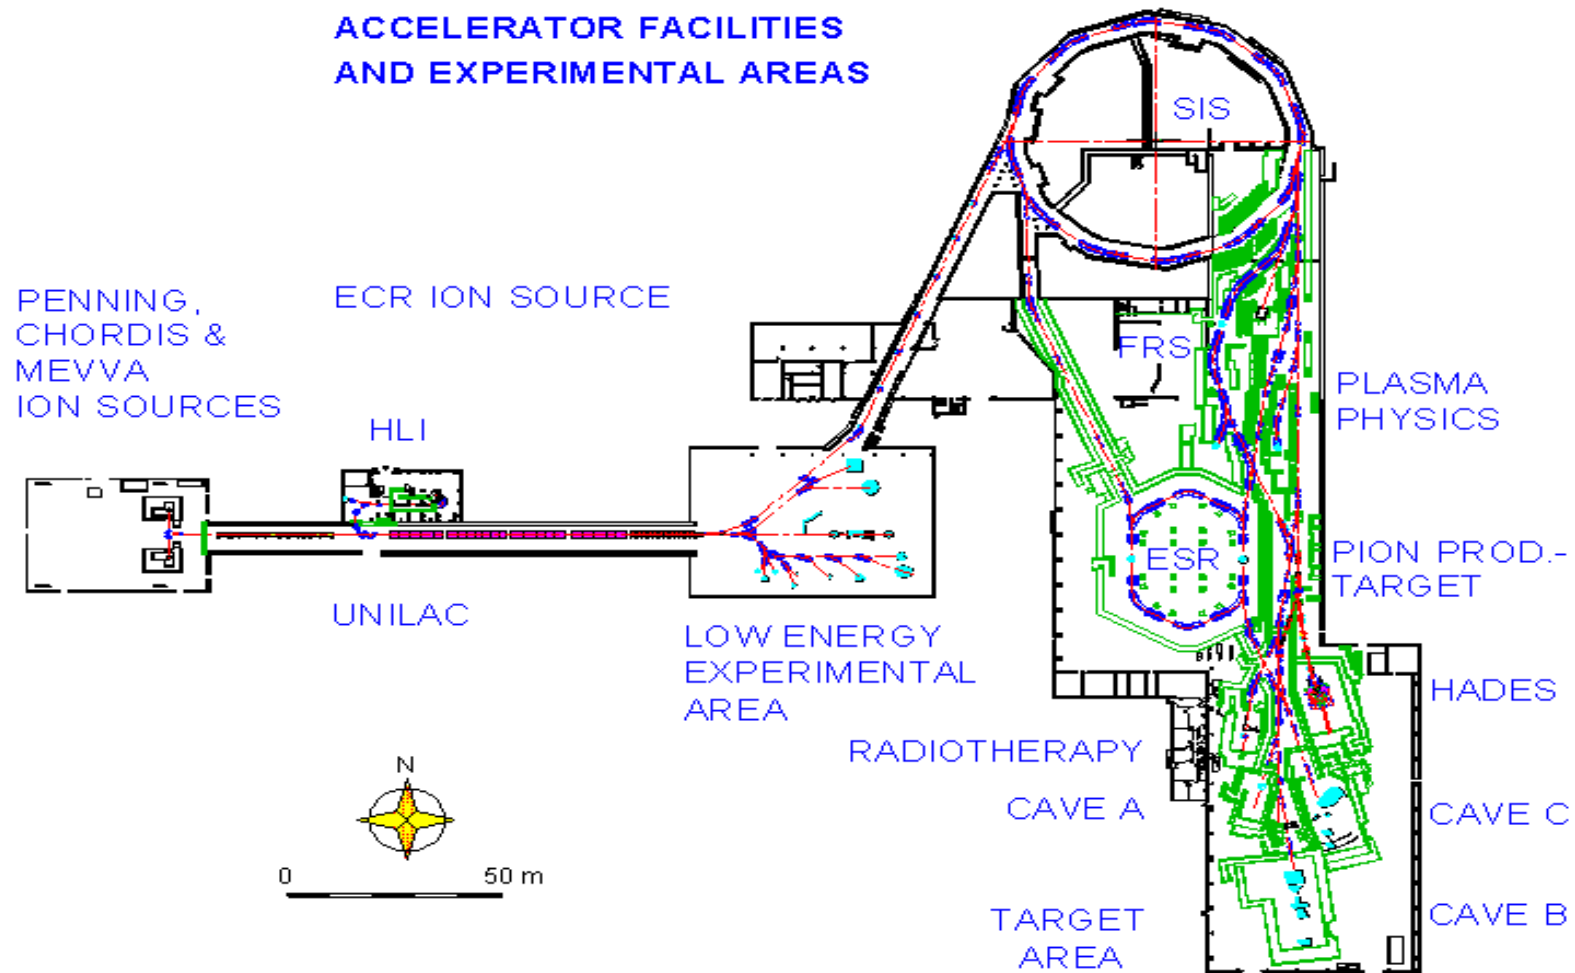 ACCELERATOR FACILITIES
AND EXPERIMENTAL AREAS
SIS
PENNING,
CHORDIS &
MEVVA
ION SOURCES
ECR ION SOURCE
FRS
PLASMA
PHYSICS
HLI
ESR
PION PROD.-
TARGET
UNILAC
LOW ENERGY
EXPERIMENTAL
AREA
HADES
RADIOTHERAPY
N
CAVE A
CAVE C
0
50 m
TARGET
AREA
CAVE B